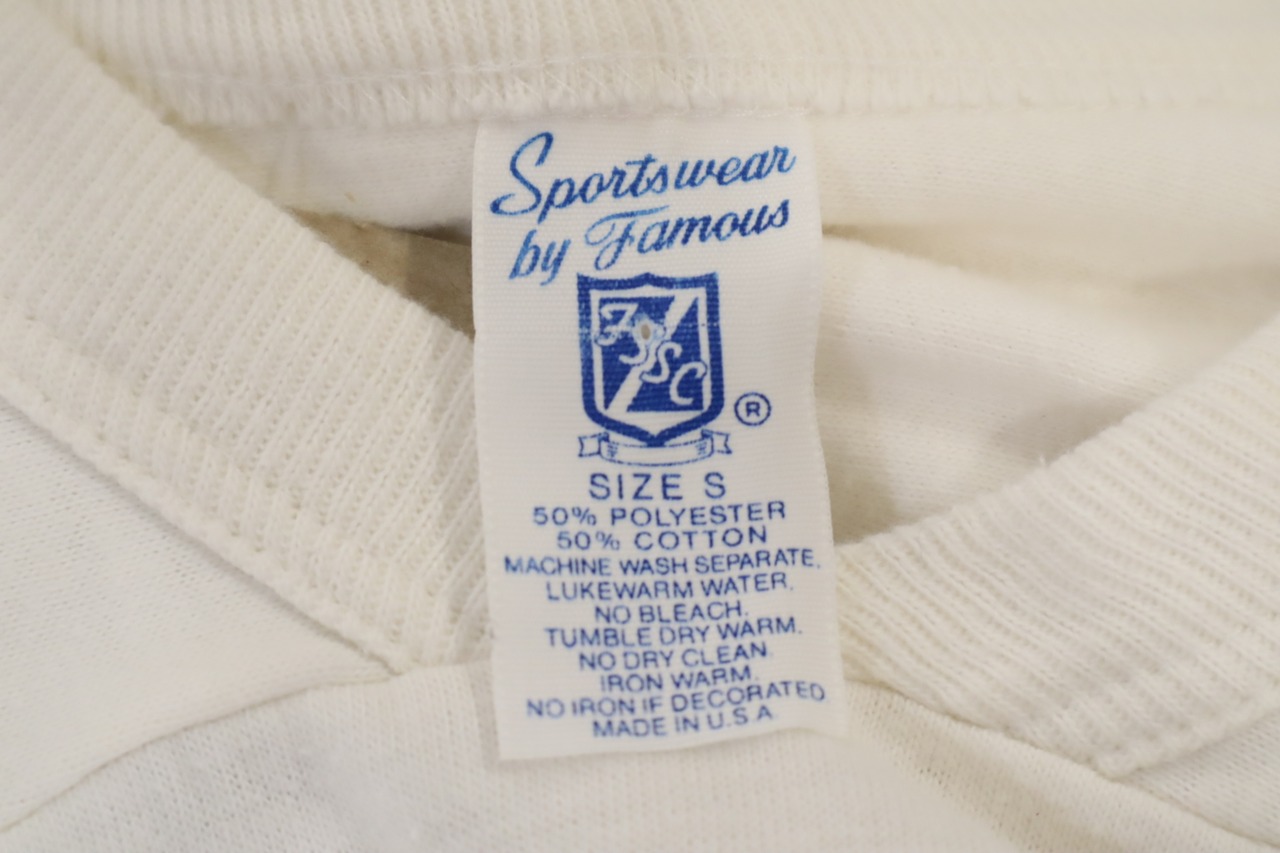 Sportswear
by Famous
FSSC
®
SIZE S
50% POLYESTER
50% COTTON
MACHINE WASH SEPARATE.
LUKEWARM WATER.
NO BLEACH.
TUMBLE DRY WARM.
NO DRY CLEAN.
IRON WARM.
NO IRON IF DECORATED
MADE IN U.S.A.